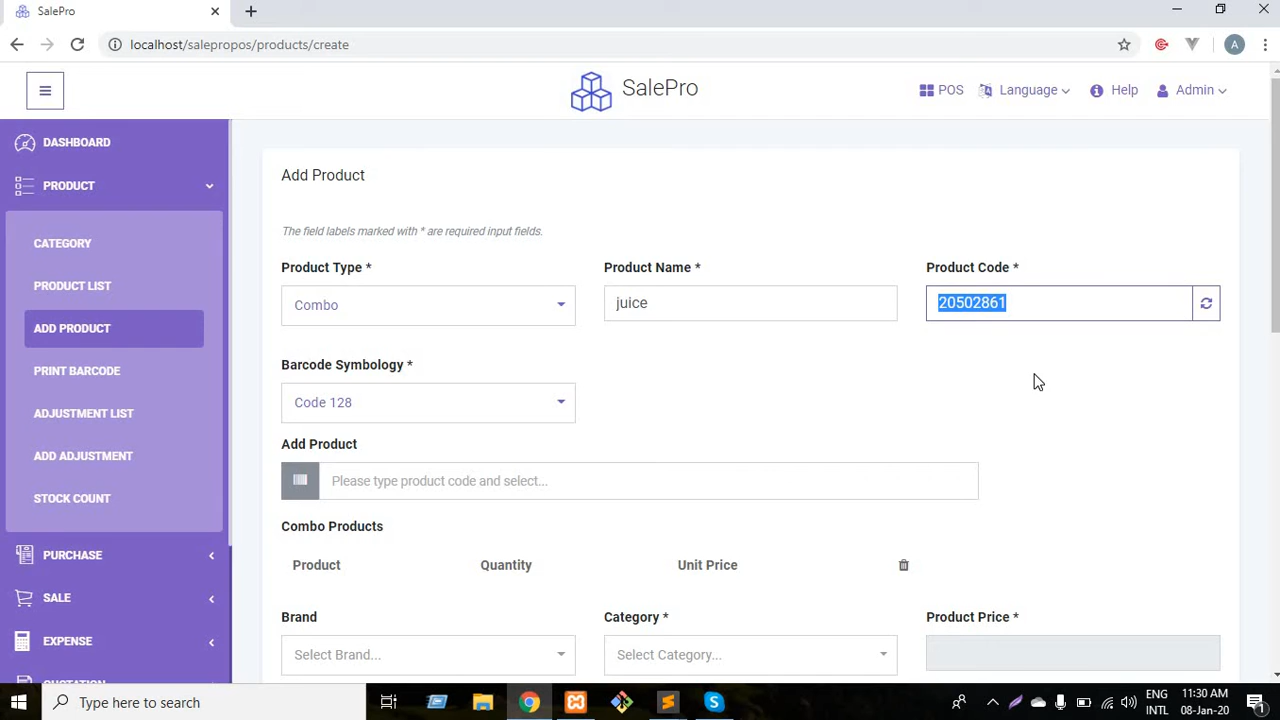 SalePro
localhost/salepropos/products/create
A
SalePro
POS
Language
Help
Admin
DASHBOARD
PRODUCT
CATEGORY
PRODUCT LIST
ADD PRODUCT
PRINT BARCODE
ADJUSTMENT LIST
ADD ADJUSTMENT
STOCK COUNT
PURCHASE
SALE
EXPENSE
QUOTATION
Add Product
The field labels marked with * are required input fields.
Product Type *
Product Name *
Product Code *
Combo
juice
20502861
Barcode Symbology *
Code 128
Add Product
Please type product code and select...
Combo Products
Product
Quantity
Unit Price
Brand
Category *
Product Price *
Select Brand...
Select Category...
Type here to search
ENG
INTL
11:30 AM
08-Jan-20
1